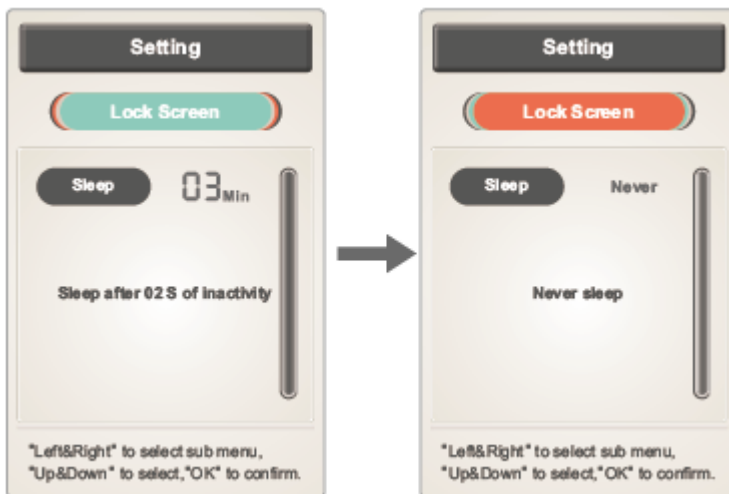 Setting
Lock Screen
Sleep
03Min
Sleep after 02 S of inactivity
"Left&Right" to select sub menu,
"Up&Down" to select,"OK" to confirm.
Setting
Lock Screen
Sleep
Never
Never sleep
"Left&Right" to select sub menu,
"Up&Down" to select,"OK" to confirm.